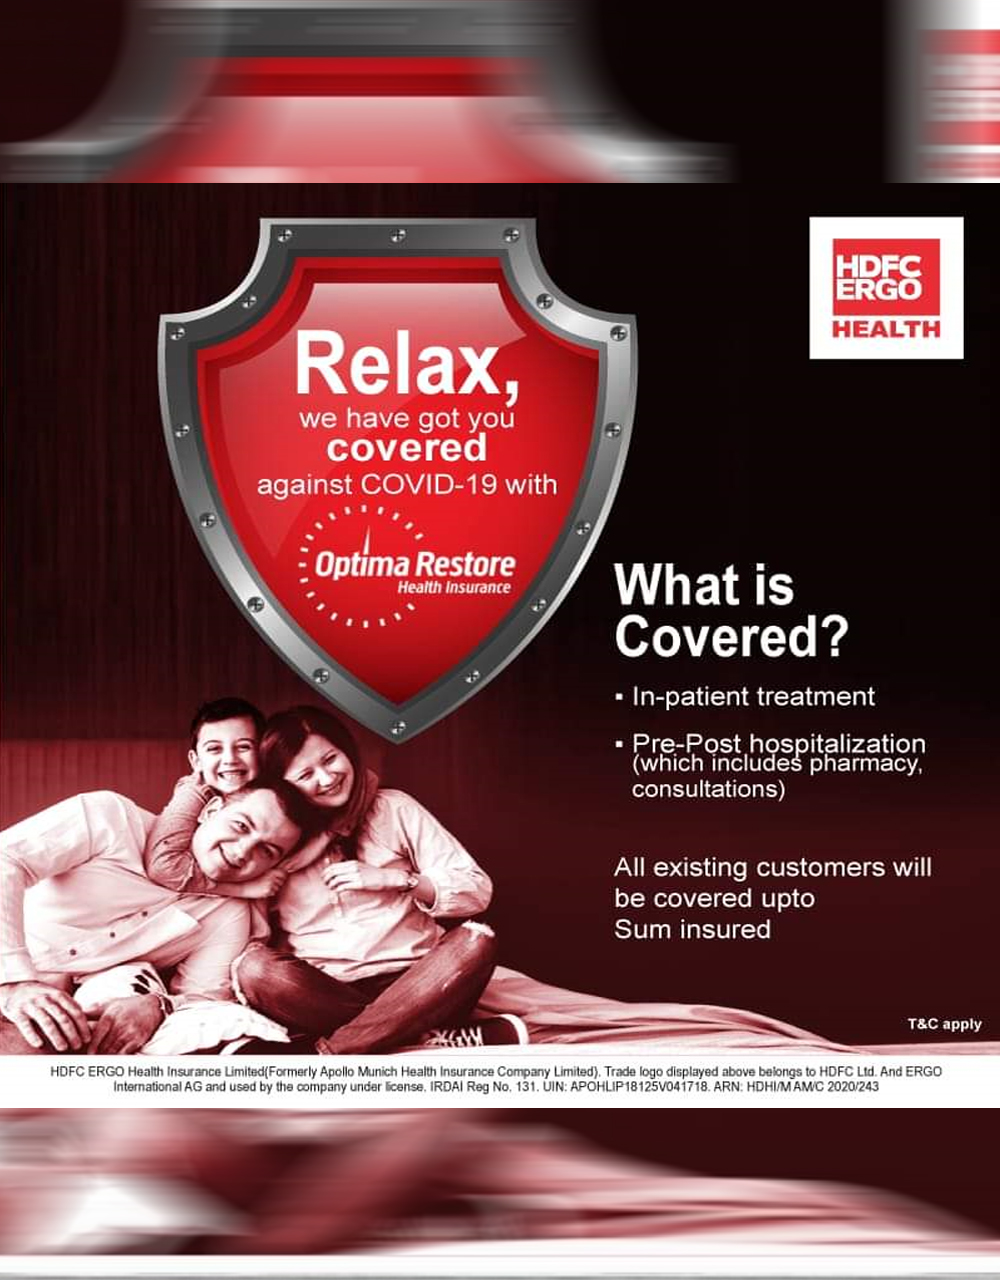 HDFC
ERGO
HEALTH
Relax,
we have got you
covered
against COVID-19 with
Optima Restore
Health Insurance
What is
Covered?
▪ In-patient treatment
▪ Pre-Post hospitalization
(which includes pharmacy,
consultations)
All existing customers will
be covered upto
Sum insured
T&C apply
HDFC ERGO Health Insurance Limited(Formerly Apollo Munich Health Insurance Company Limited). Trade logo displayed above belongs to HDFC Ltd. And ERGO
International AG and used by the company under license. IRDAI Reg No. 131. UIN: APOHLIP18125V041718. ARN: HDHI/MAM/C 2020/243